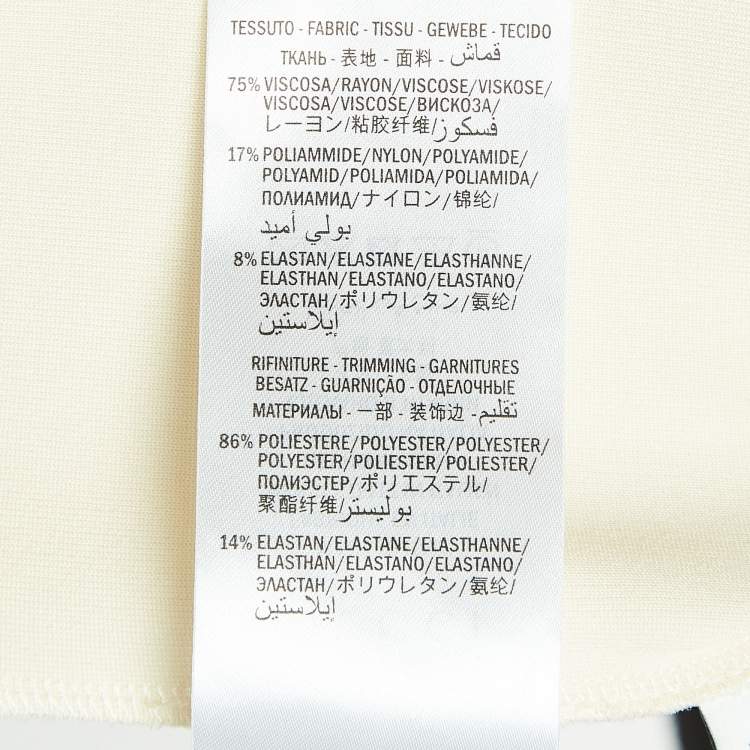 TESSUTO - FABRIC - TISSU - GEWEBE - TECIDO
ТКАНЬ - 表地 - 面料 - قماش
75% VISCOSA/RAYON/VISCOSE/VISKOSE/
VISCOSA/VISCOSE/ВИСКОЗА/
レーヨン/粘胶纤维/فسكوز
17% POLIAMMIDE/NYLON/POLYAMIDE/
POLYAMID/POLIAMIDA/POLIAMIDA/
ПОЛИАМИД/ナイロン/锦纶/
بولي أميد
8% ELASTAN/ELASTANE/ELASTHANNE/
ELASTHAN/ELASTANO/ELASTANO/
ЭЛАСТАН/ポリウレタン/氨纶/
إيلاستين
RIFINITURE - TRIMMING - GARNITURES
BESATZ - GUARNIÇÃO - ОТДЕЛОЧНЫЕ
МАТЕРИАЛЫ - 一部 - 装饰边 - تقليم
86% POLIESTERE/POLYESTER/POLYESTER/
POLYESTER/POLIESTER/POLIESTER/
ПОЛИЭСТЕР/ポリエステル/
聚酯纤维/بوليستر
14% ELASTAN/ELASTANE/ELASTHANNE/
ELASTHAN/ELASTANO/ELASTANO/
ЭЛАСТАН/ポリウレタン/氨纶/
إيلاستين